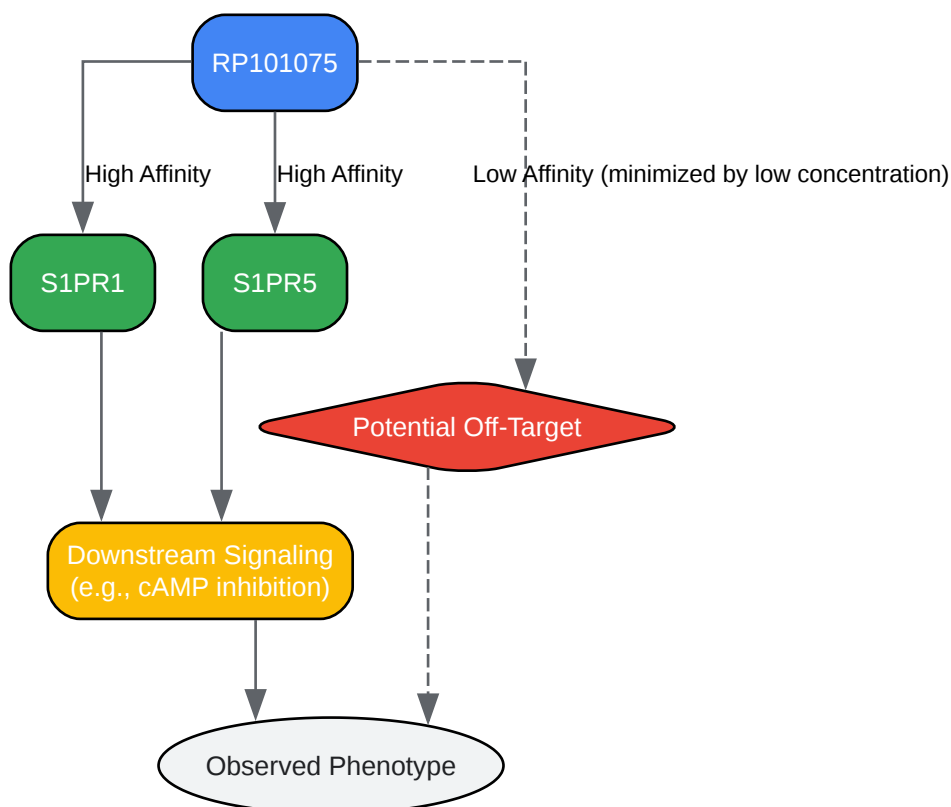 RP101075
High Affinity
High Affinity
Low Affinity (minimized by low concentration)
S1PR1
S1PR5
Potential Off-Target
Downstream Signaling
(e.g., cAMP inhibition)
Observed Phenotype